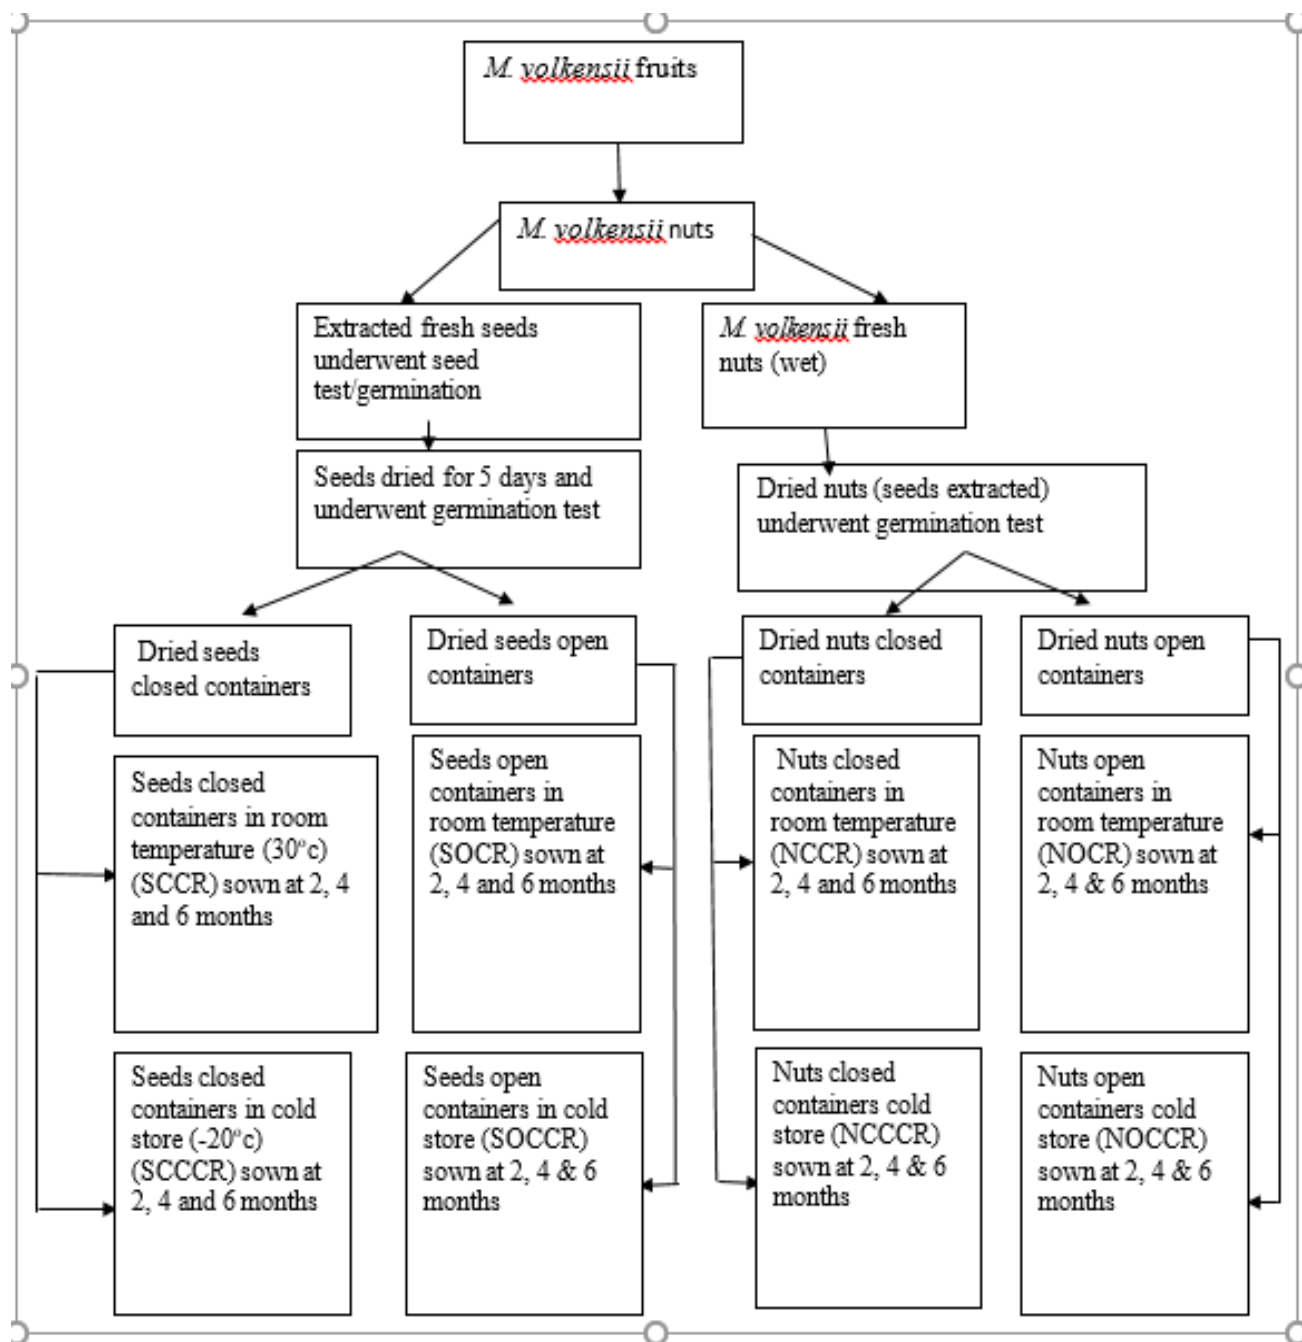 M. volkensii fruits
M. volkensii nuts
Extracted fresh seeds
underwent seed
test/germination
M. volkensii fresh
nuts (wet)
Seeds dried for 5 days and
underwent germination test
Dried nuts (seeds extracted)
underwent germination test
Dried seeds
closed containers
Dried seeds open
containers
Dried nuts closed
containers
Dried nuts open
containers
Seeds closed
containers in room
temperature (30°c)
(SCCR) sown at 2, 4
and 6 months
Seeds open
containers in
room temperature
(SOCR) sown at
2, 4 and 6 months
Nuts closed
containers in
room temperature
(NCCR) sown at
2, 4 and 6 months
Nuts open
containers in
room temperature
(NOCR) sown at
2, 4 & 6 months
Seeds closed
containers in cold
store (-20°c)
(SCCCR) sown at
2, 4 and 6 months
Seeds open
containers in cold
store (SOCCR)
sown at 2, 4 & 6
months
Nuts closed
containers cold
store (NCCCR)
sown at 2, 4 & 6
months
Nuts open
containers cold
store (NOCCR)
sown at 2, 4 & 6
months